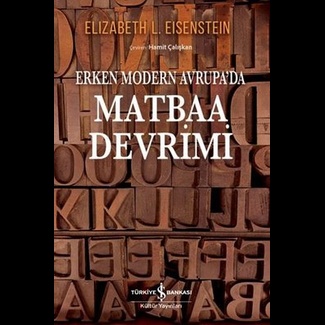 ELIZABETH L. EISENSTEIN
Çeviren: Hamit Çalışkan
ERKEN MODERN AVRUPA'DA
MATBAA
DEVRİMİ
TÜRKİYE İŞ BANKASI
Kültür Yayınları